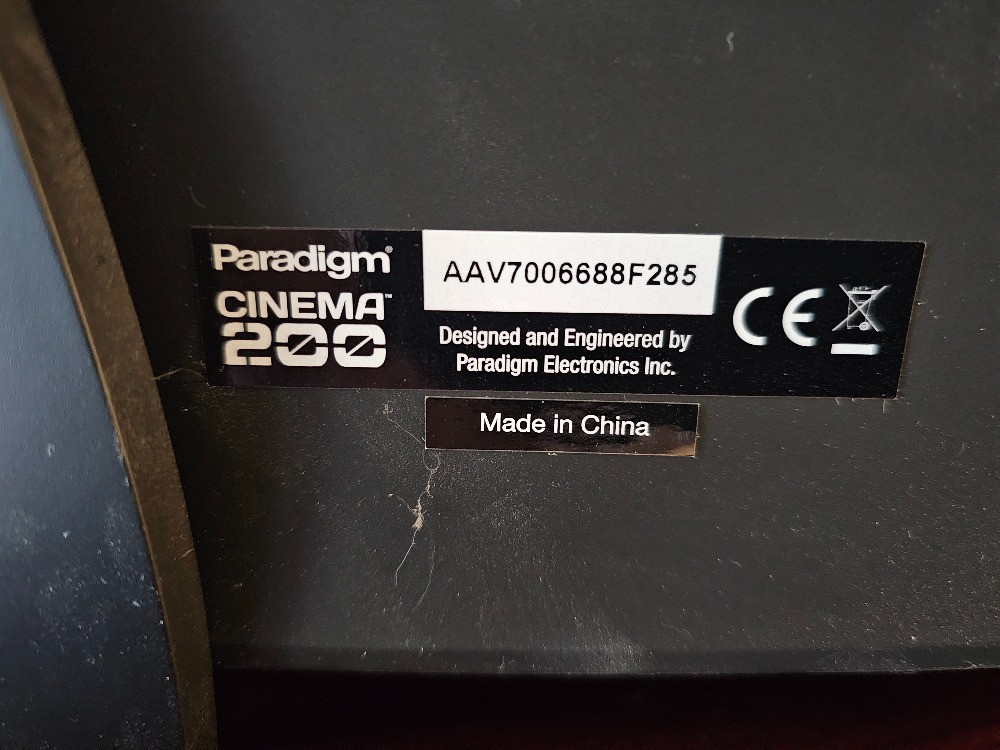 Paradigm®
CINEMA™
200
AAV7006688F285
Designed and Engineered by
Paradigm Electronics Inc.
CE
Made in China